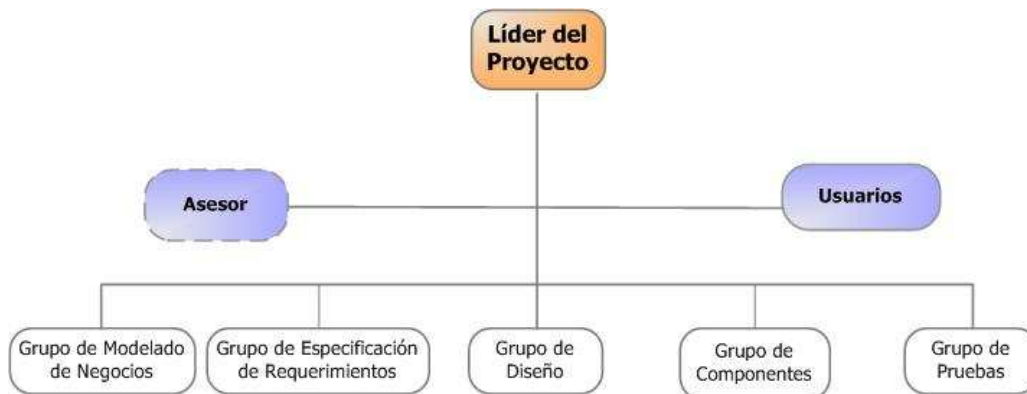 Líder del
Proyecto
Asesor
Usuarios
Grupo de Modelado
de Negocios
Grupo de Especificación
de Requerimientos
Grupo de
Diseño
Grupo de
Componentes
Grupo de
Pruebas